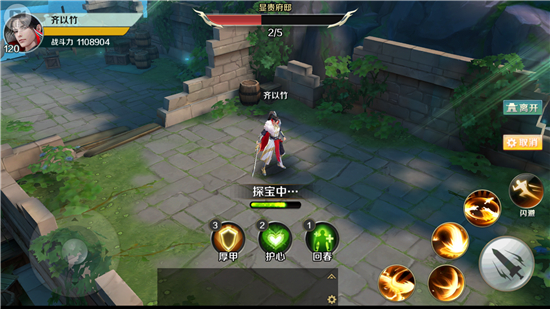 显贵府邸
2/5
齐以竹
战斗力 1108904
120
齐以竹
离开
取消
探宝中…
闪避
3
厚甲
2
护心
1
回春